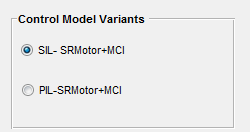 Control Model Variants
SIL- SRMotor+MCI
PIL-SRMotor+MCI